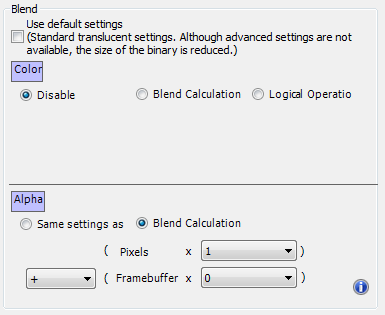 Blend
Use default settings
(Standard translucent settings. Although advanced settings are not
available, the size of the binary is reduced.)
Color
Disable Blend Calculation Logical Operatio
Alpha
Same settings as Blend Calculation
( Pixels x 1 )
+ ( Framebuffer x 0 )